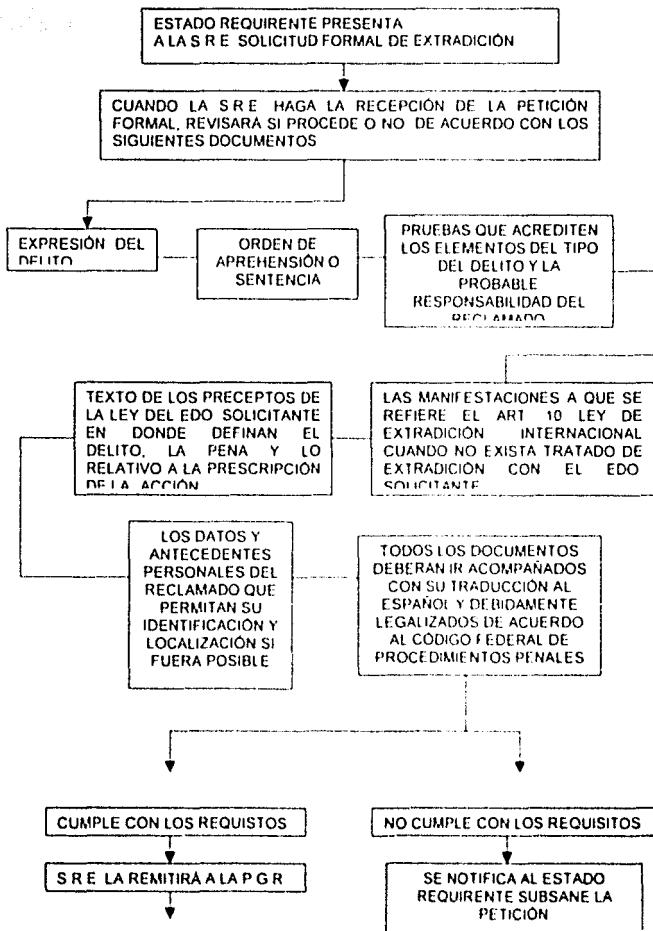 ESTADO REQUIRENTE PRESENTA
A LA S R E SOLICITUD FORMAL DE EXTRADICIÓN
CUANDO LA S R E HAGA LA RECEPCIÓN DE LA PETICIÓN
FORMAL, REVISARÁ SI PROCEDE O NO DE ACUERDO CON LOS
SIGUIENTES DOCUMENTOS
EXPRESIÓN DEL
DELITO
ORDEN DE
APREHENSIÓN O
SENTENCIA
PRUEBAS QUE ACREDITEN
LOS ELEMENTOS DEL TIPO
DEL DELITO Y LA
PROBABLE
RESPONSABILIDAD DEL
RECLAMADO
TEXTO DE LOS PRECEPTOS DE
LA LEY DEL EDO SOLICITANTE
EN DONDE DEFINAN EL
DELITO, LA PENA Y LO
RELATIVO A LA PRESCRIPCIÓN
DE LA ACCIÓN
LAS MANIFESTACIONES A QUE SE
REFIERE EL ART 10 LEY DE
EXTRADICIÓN INTERNACIONAL
CUANDO NO EXISTA TRATADO DE
EXTRADICIÓN CON EL EDO
SOLICITANTE
LOS DATOS Y
ANTECEDENTES
PERSONALES DEL
RECLAMADO QUE
PERMITAN SU
IDENTIFICACIÓN Y
LOCALIZACIÓN SI
FUERA POSIBLE
TODOS LOS DOCUMENTOS
DEBERAN IR ACOMPAÑADOS
CON SU TRADUCCIÓN AL
ESPAÑOL Y DEBIDAMENTE
LEGALIZADOS DE ACUERDO
AL CÓDIGO FEDERAL DE
PROCEDIMIENTOS PENALES
CUMPLE CON LOS REQUISTOS
NO CUMPLE CON LOS REQUISITOS
S R E LA REMITIRÁ A LA P G R
SE NOTIFICA AL ESTADO
REQUIRENTE SUBSANE LA
PETICIÓN